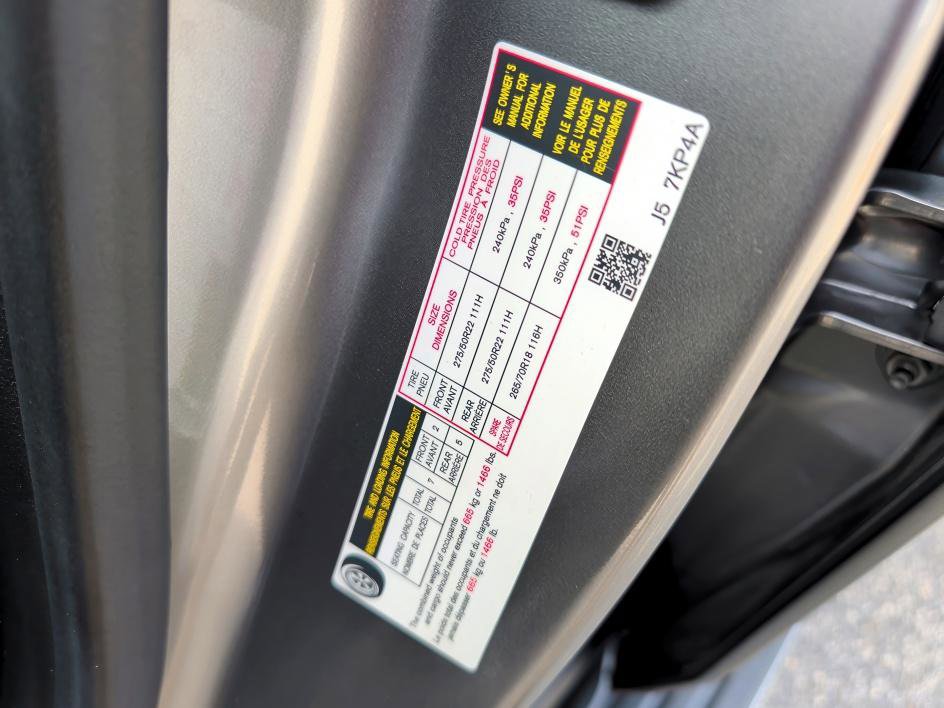 TIRE AND LOADING INFORMATION
RENSEIGNEMENTS SUR LES PNEUS ET LE CHARGEMENT
SEATING CAPACITY
NOMBRE DE PLACES
TOTAL
TOTAL
7
FRONT
AVANT
2
REAR
ARRIÈRE
5
The combined weight of occupants
and cargo should never exceed 665 kg or 1466 lbs.
Le poids total des occupants et du chargement ne doit
jamais dépasser 665 kg ou 1466 lb.
TIRE
PNEU
SIZE
DIMENSIONS
COLD TIRE PRESSURE
PRESSION DES
PNEUS À FROID
FRONT
AVANT
275/50R22 111H
240kPa , 35PSI
REAR
ARRIÈRE
275/50R22 111H
240kPa , 35PSI
SPARE
DE SECOURS
265/70R18 116H
350kPa , 51PSI
SEE OWNER'S
MANUAL FOR
ADDITIONAL
INFORMATION
VOIR LE MANUEL
DE L'USAGER
POUR PLUS DE
RENSEIGNEMENTS
J5 7KP4A